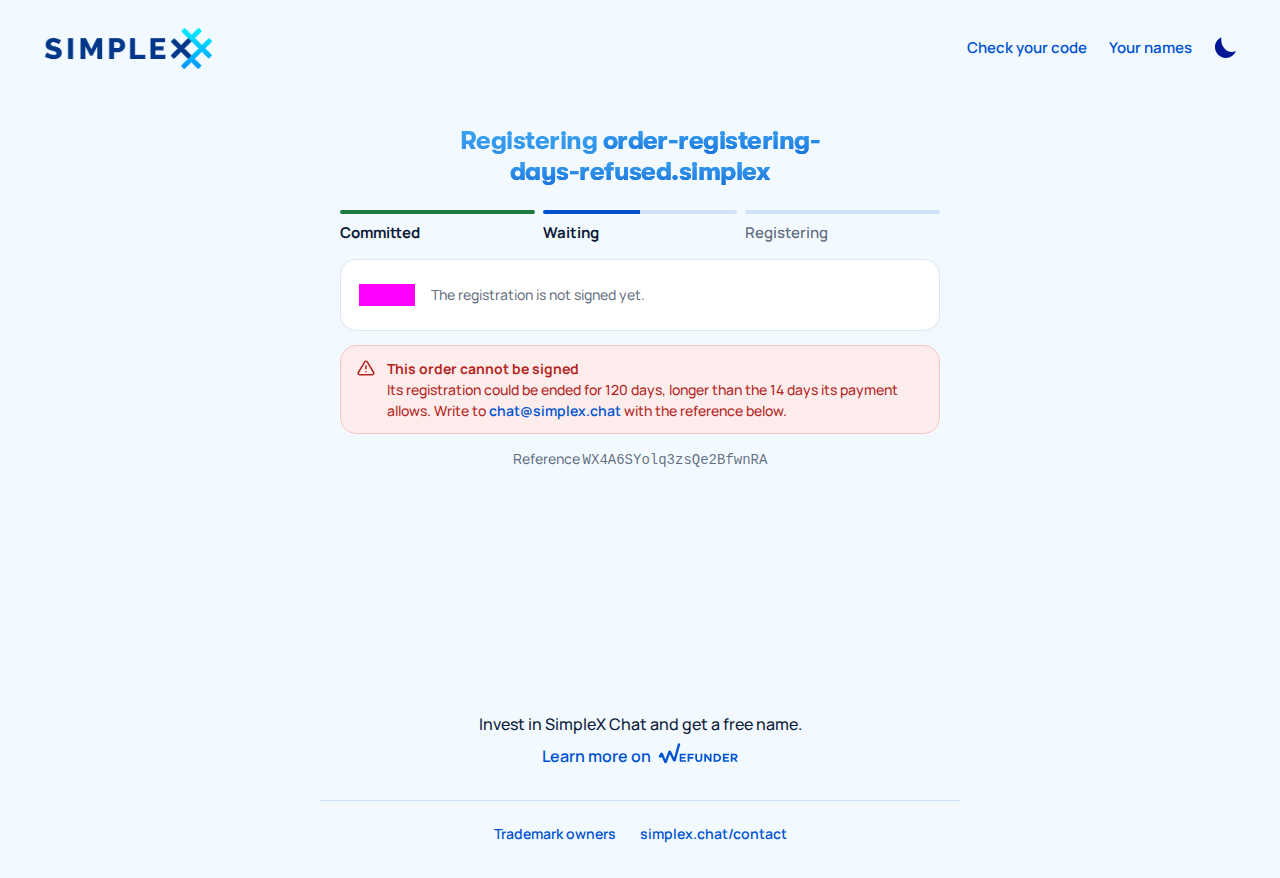 SIMPLEX
Check your code
Your names
Registering order-registering-
days-refused.simplex
Committed
Waiting
Registering
The registration is not signed yet.
This order cannot be signed
Its registration could be ended for 120 days, longer than the 14 days its payment
allows. Write to chat@simplex.chat with the reference below.
Reference WX4A6SYolq3zsQe2BfwnRA
Invest in SimpleX Chat and get a free name.
Learn more on WEFUNDER
Trademark owners
simplex.chat/contact